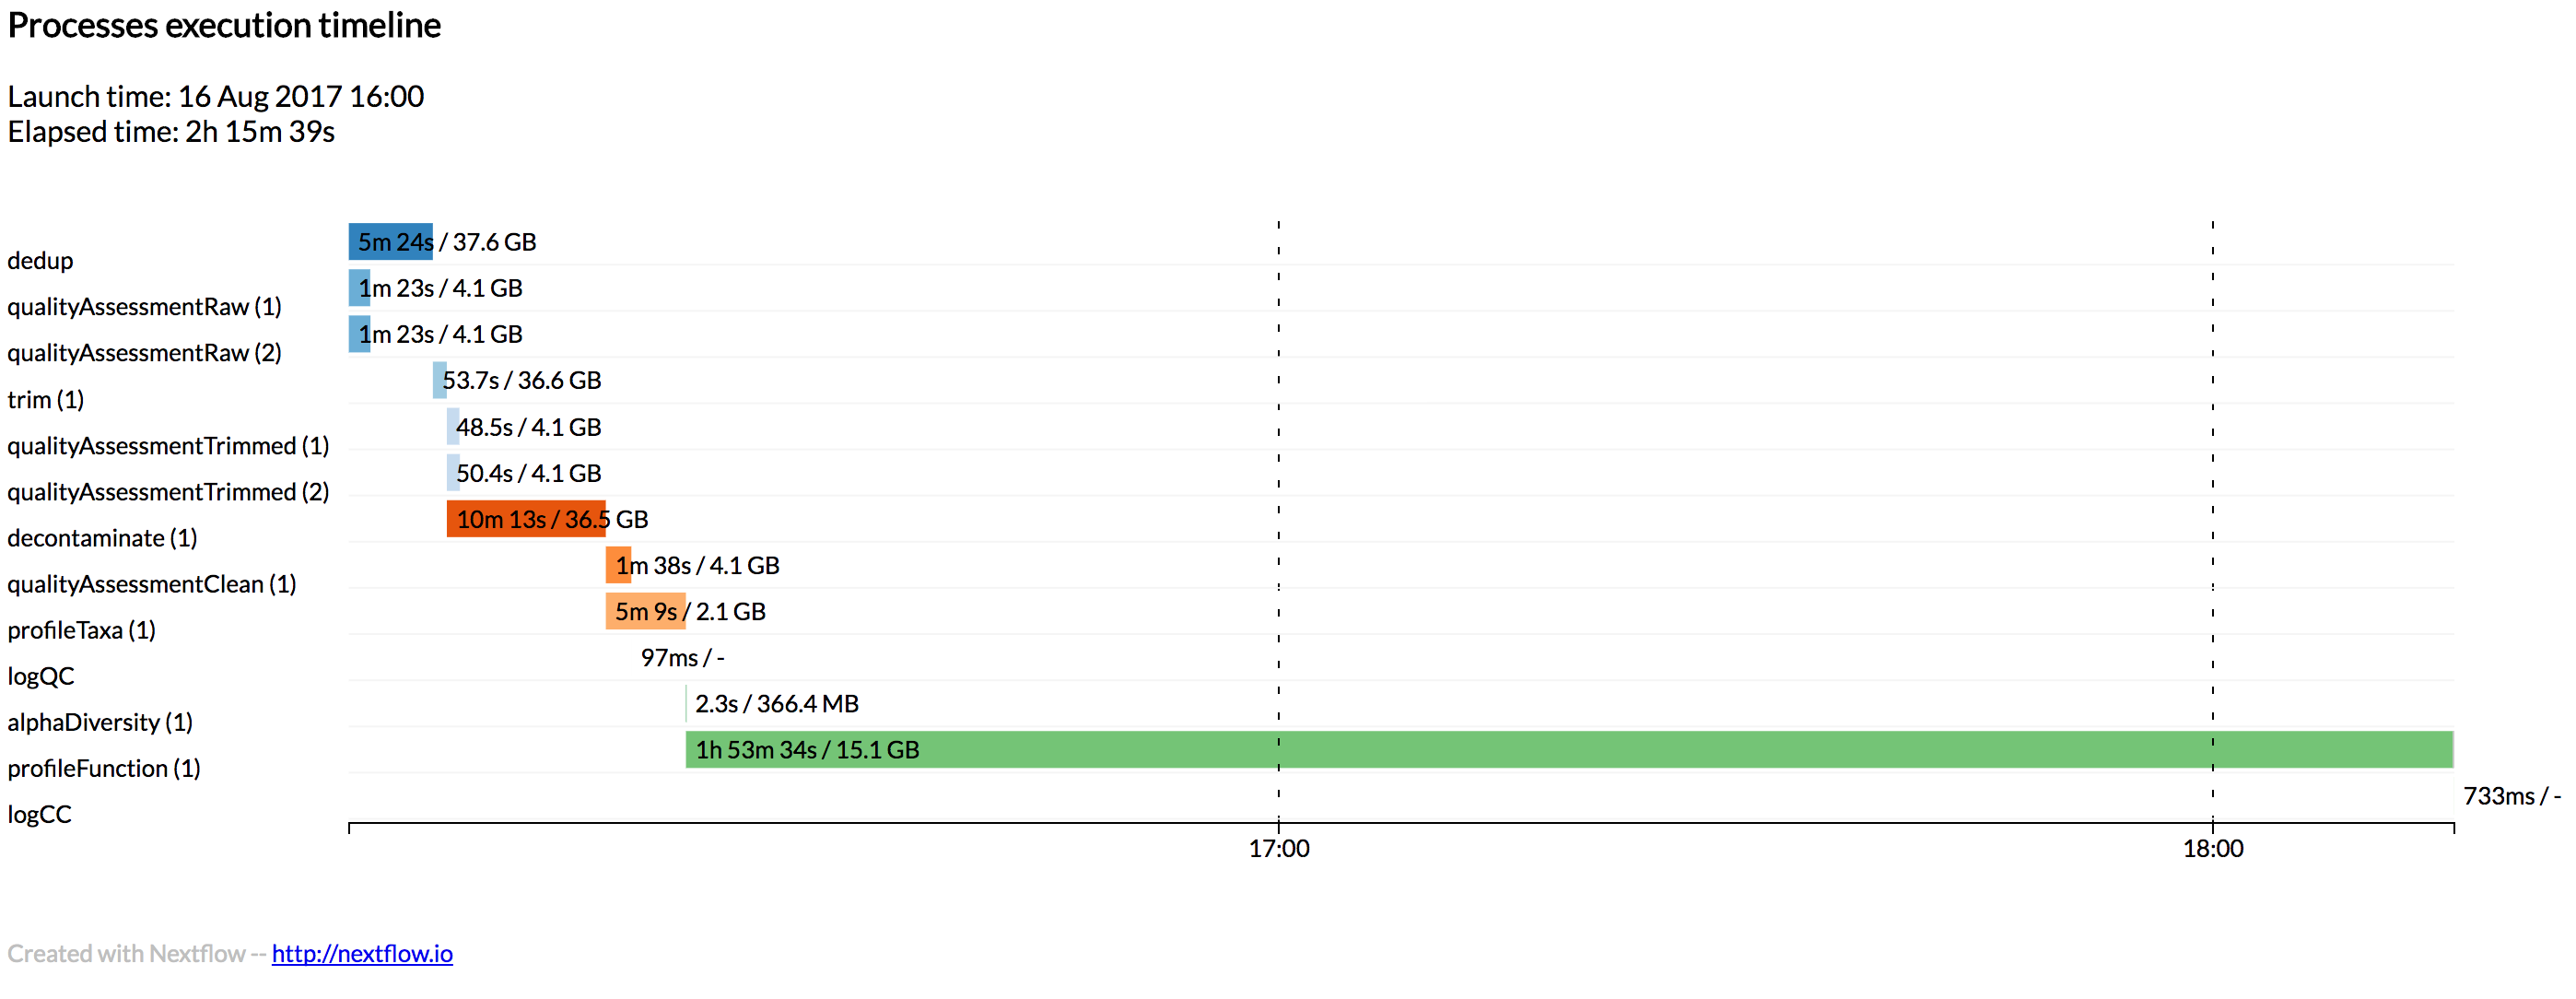 Processes execution timeline
Launch time: 16 Aug 2017 16:00
Elapsed time: 2h 15m 39s
5m 24s / 37.6 GB
dedup
1m 23s / 4.1 GB
qualityAssessmentRaw (1)
1m 23s / 4.1 GB
qualityAssessmentRaw (2)
53.7s / 36.6 GB
trim (1)
48.5s / 4.1 GB
qualityAssessmentTrimmed (1)
50.4s / 4.1 GB
qualityAssessmentTrimmed (2)
10m 13s / 36.5 GB
decontaminate (1)
1m 38s / 4.1 GB
qualityAssessmentClean (1)
5m 9s / 2.1 GB
profileTaxa (1)
97ms / -
logQC
2.3s / 366.4 MB
alphaDiversity (1)
1h 53m 34s / 15.1 GB
profileFunction (1)
733ms / -
logCC
17:00
18:00
Created with Nextflow -- http://nextflow.io